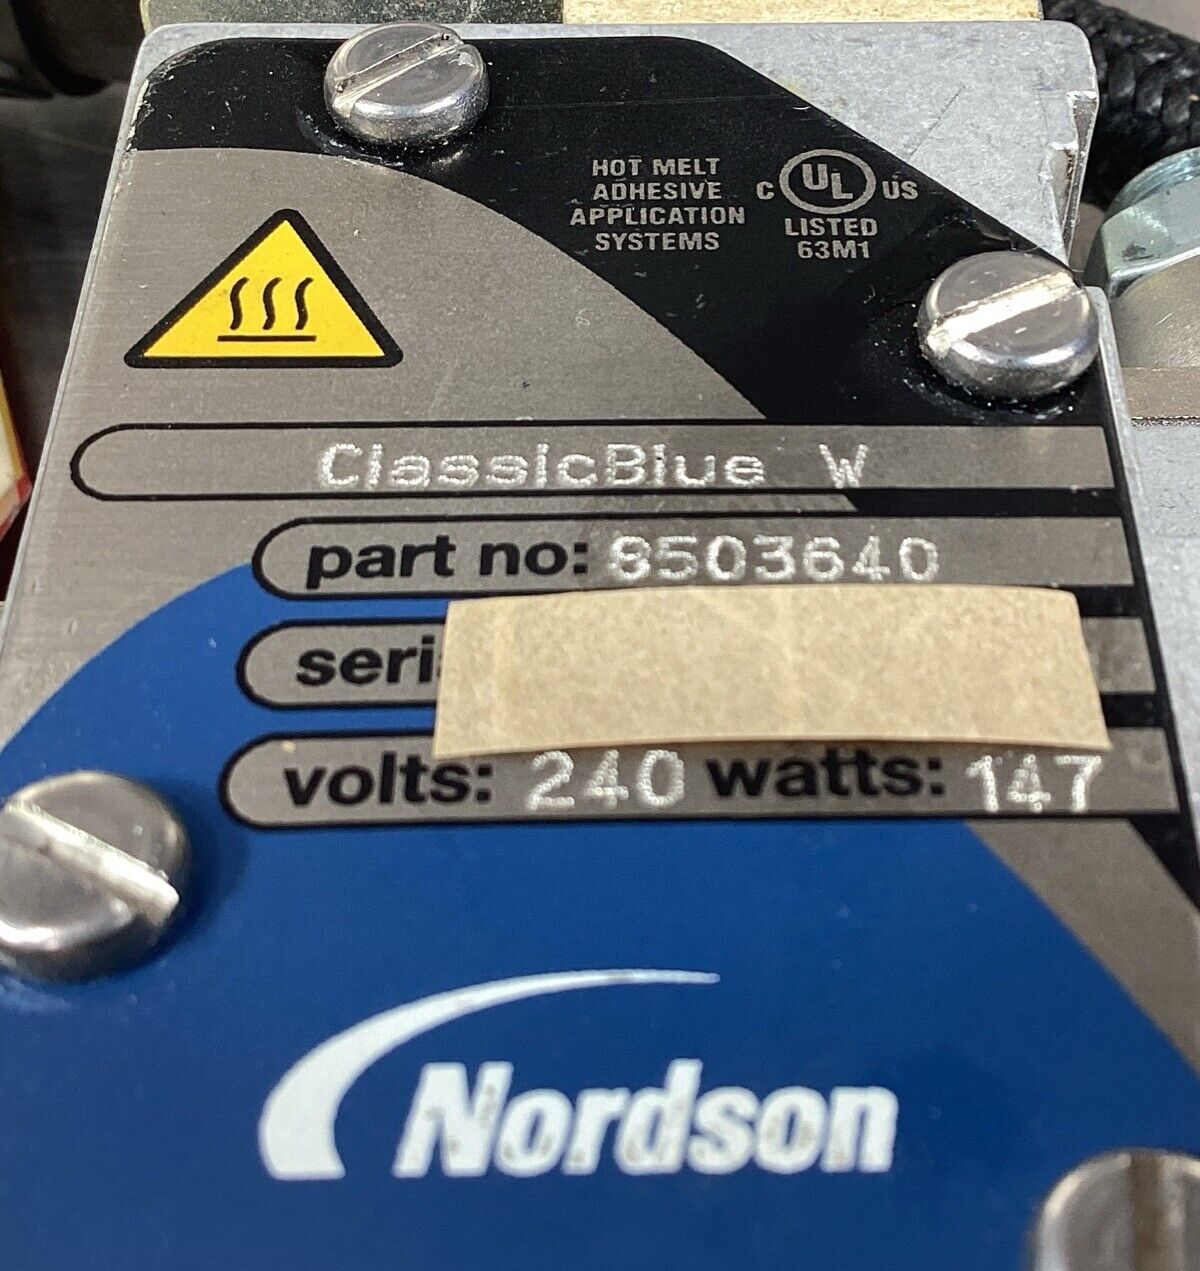 HOT MELT
ADHESIVE
APPLICATION
SYSTEMS
C UL US
LISTED
63M1
ClassicBlue W
part no: 8503640
seri
volts: 240 watts: 147
Nordson